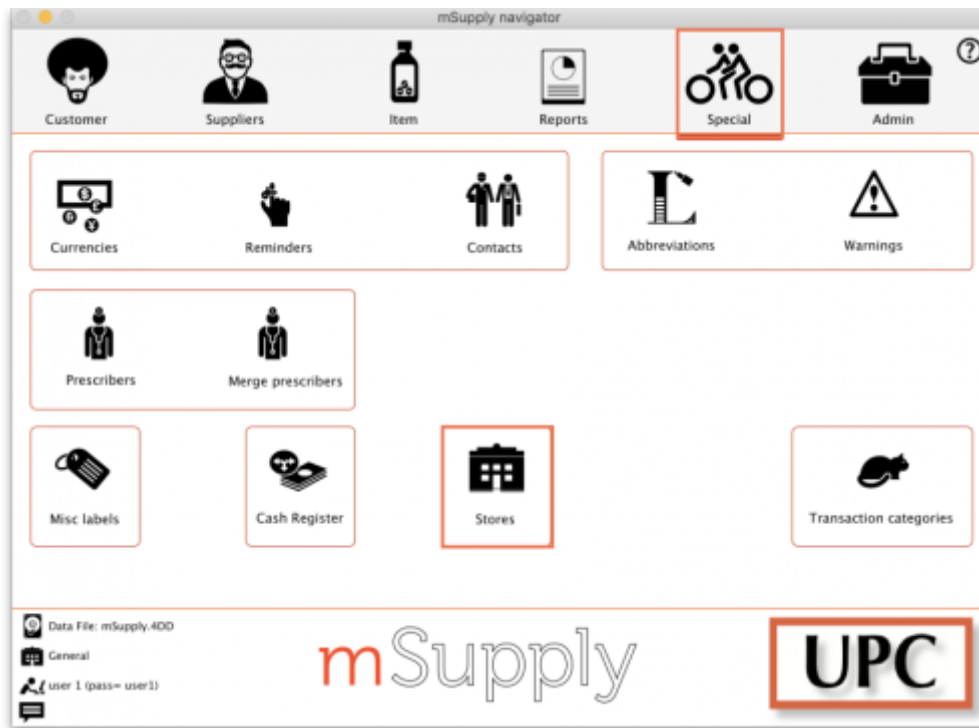 mSupply navigator
Customer Suppliers Item Reports Special Admin
?
Currencies Reminders Contacts Abbreviations Warnings
Prescribers Merge prescribers
Misc labels Cash Register Stores Transaction categories
Data File: mSupply.4DD
General
user 1 (pass= user1)
mSupply
UPC